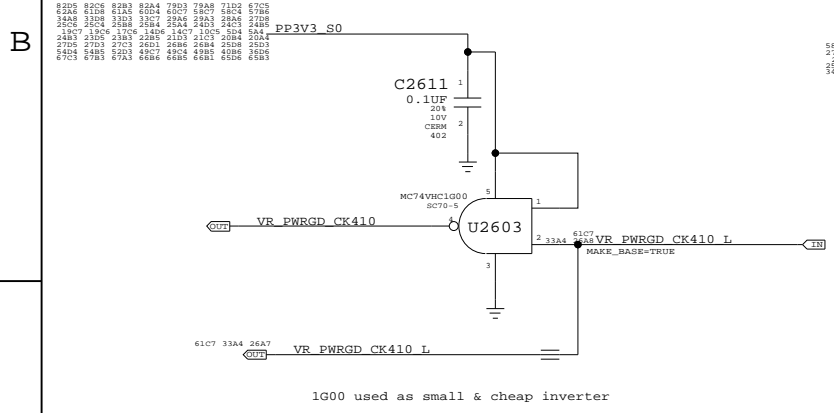 82D5 82C6 82B3 82A4 79D3 79A8 71D2 67C5
62A6 61D8 61A5 60D4 60C7 58C7 58C4 57B6
34A8 33D8 33D3 33C7 29A6 29A3 28A6 27D8
25C6 25C4 25B8 25B4 25A4 24D3 24C3 24B5
19C7 19C6 17C6 14D6 14C7 10C5 5D4 5A4
24B3 23D5 23B3 22B5 21D3 21C3 20B4 20A4
27D5 27D3 27C3 26D1 26B6 26B4 25D8 25D3
54D4 54B5 52D3 49C7 49C4 49B5 40B6 36D6
67C3 67B3 67A3 66B6 66B5 66B1 65D6 65B3
PP3V3_S0
B
C2611
1
0.1UF
20%
10V
CERM
402
2
MC74VHC1G00
SC70-5
5
1
OUT
VR_PWRGD_CK410
4
U2603
2
33A4
61C7
26A8
VR_PWRGD_CK410_L
IN
MAKE_BASE=TRUE
3
61C7 33A4 26A7
OUT
VR_PWRGD_CK410_L
1G00 used as small & cheap inverter